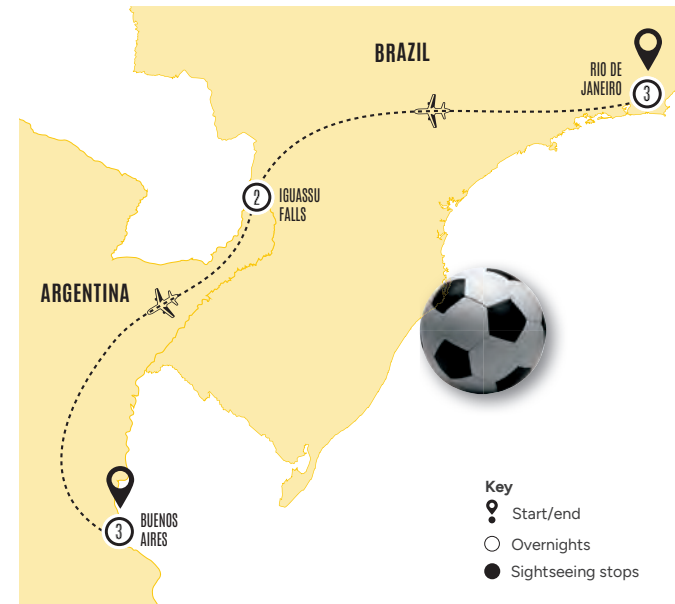 BRAZIL
RIO DE
JANEIRO
3
2
IGUASSU
FALLS
ARGENTINA
3
BUENOS
AIRES
Key
Start/end
Overnights
Sightseeing stops